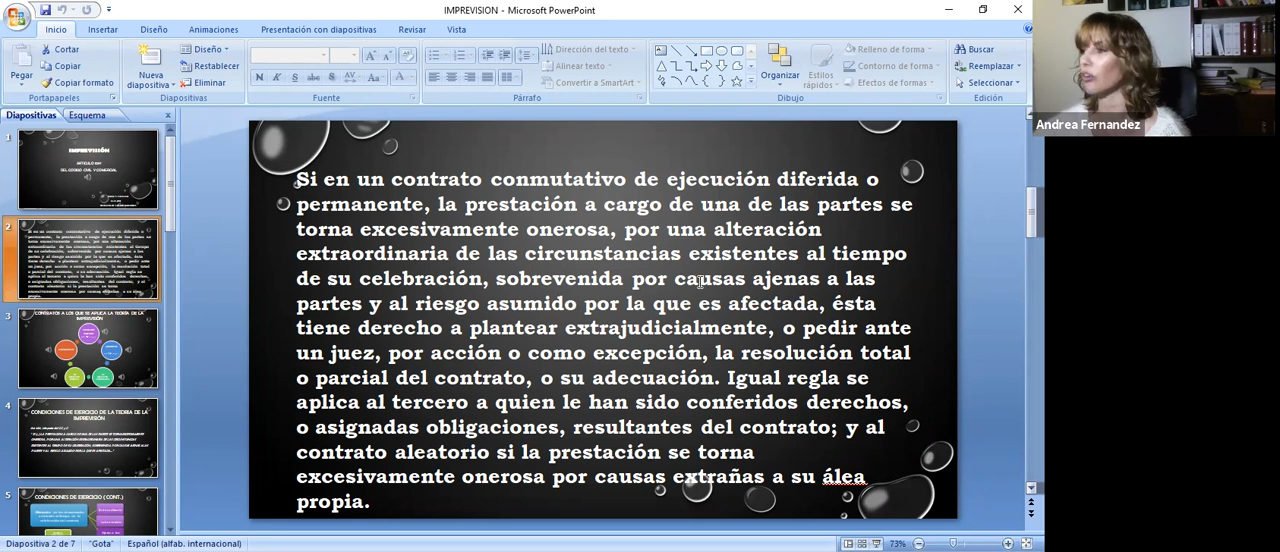 IMPREVISION - Microsoft PowerPoint
Inicio Insertar Diseño Animaciones Presentación con diapositivas Revisar Vista
Cortar
Copiar
Copiar formato
Pegar
Portapapeles
Nueva
diapositiva
Diseño
Restablecer
Eliminar
Diapositivas
Fuente
Dirección del texto
Alinear texto
Convertir a SmartArt
Párrafo
Organizar
Estilos
rápidos
Relleno de forma
Contorno de forma
Efectos de formas
Dibujo
Buscar
Reemplazar
Seleccionar
Edición
Andrea Fernandez
Diapositivas Esquema
1
IMPREVISIÓN
2
3
CONTRATOS A LOS QUE SE APLICA LA TEORÍA DE LA
IMPREVISIÓN
4
CONDICIONES DE EJERCICIO DE LA TEORIA DE LA
IMPREVISIÓN
5
CONDICIONES DE EJERCICIO (CONT.)
Si en un contrato conmutativo de ejecución diferida o
permanente, la prestación a cargo de una de las partes se
torna excesivamente onerosa, por una alteración
extraordinaria de las circunstancias existentes al tiempo
de su celebración, sobrevenida por causas ajenas a las
partes y al riesgo asumido por la que es afectada, ésta
tiene derecho a plantear extrajudicialmente, o pedir ante
un juez, por acción o como excepción, la resolución total
o parcial del contrato, o su adecuación. Igual regla se
aplica al tercero a quien le han sido conferidos derechos,
o asignadas obligaciones, resultantes del contrato; y al
contrato aleatorio si la prestación se torna
excesivamente onerosa por causas extrañas a su álea
propia.
Diapositiva 2 de 7 "Gota" Español (alfab. internacional) 73%